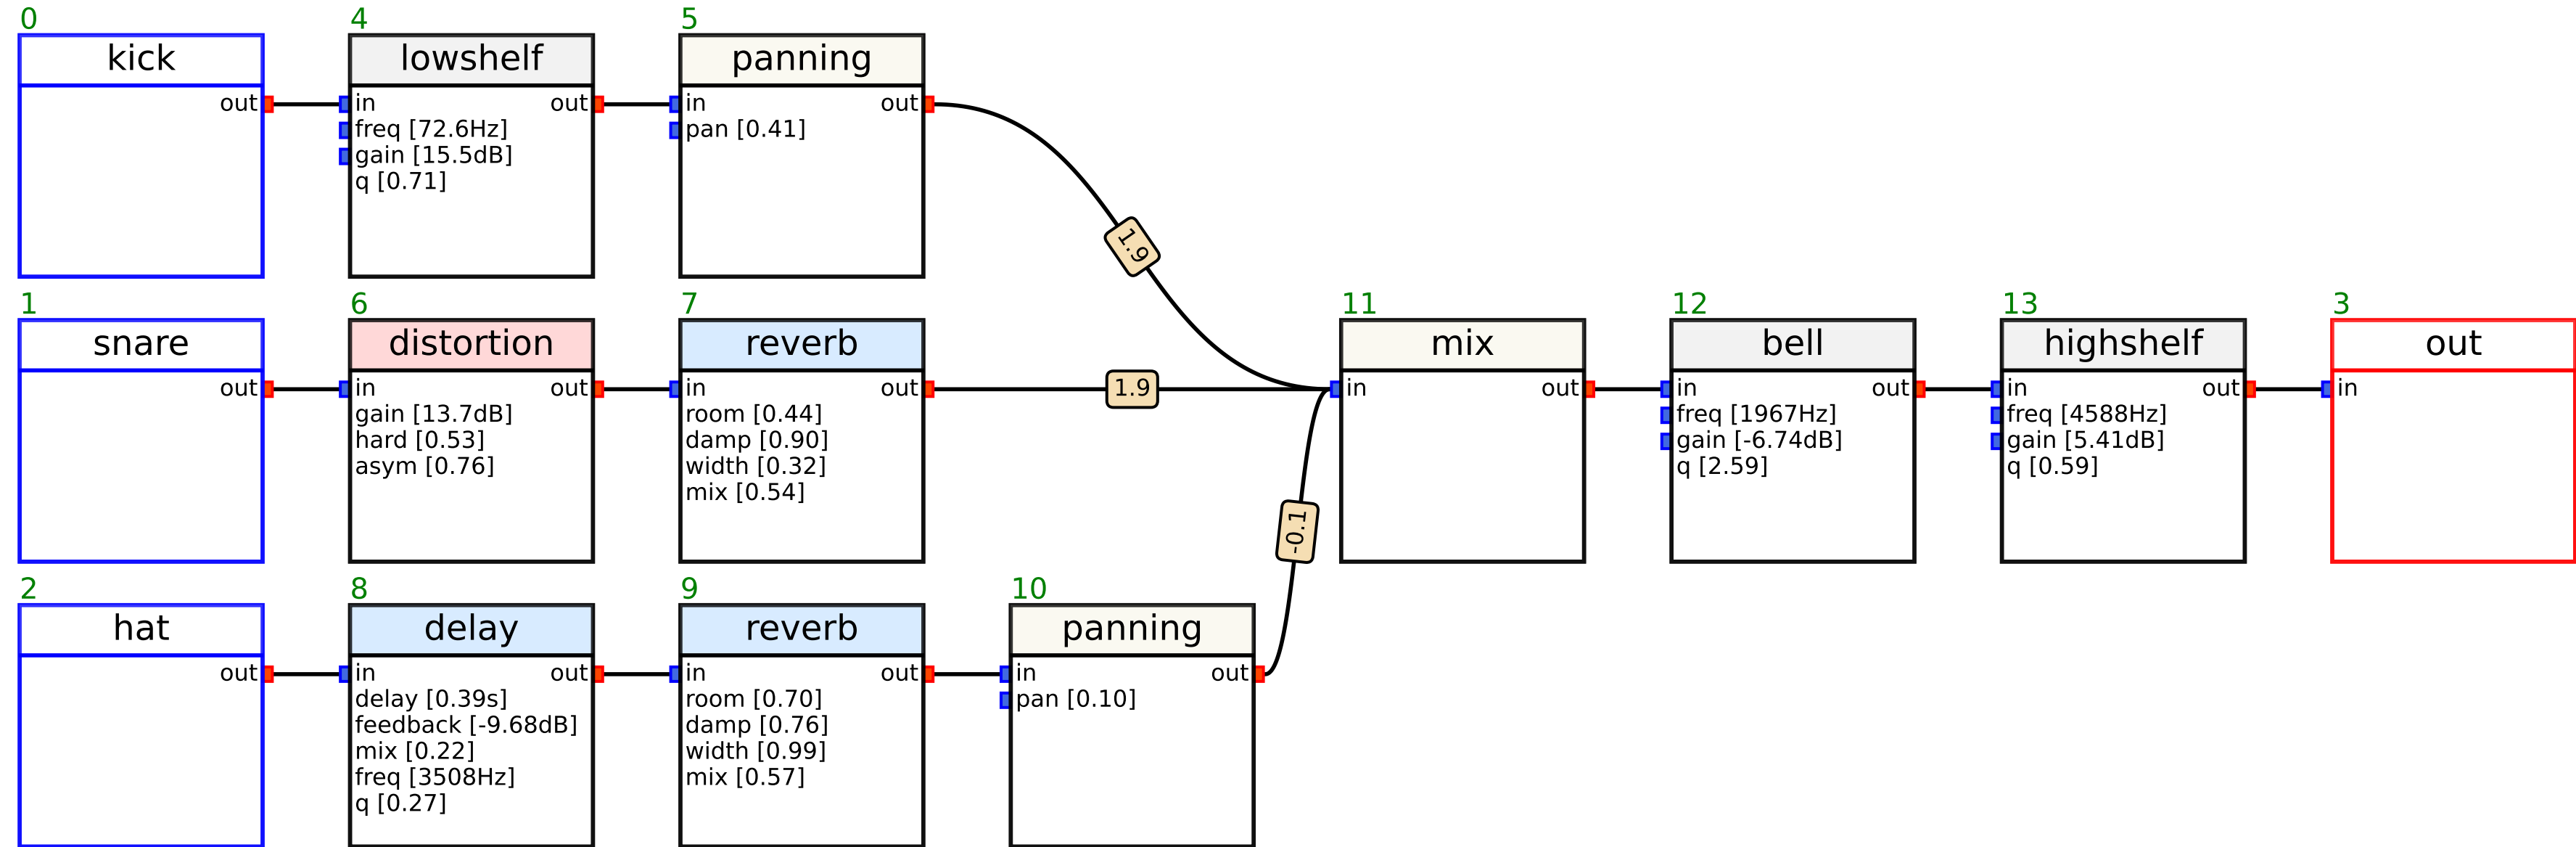 0
kick
out
4
lowshelf
in out
freq [72.6Hz]
gain [15.5dB]
q [0.71]
5
panning
in out
pan [0.41]
1.9
1
snare
out
6
distortion
in out
gain [13.7dB]
hard [0.53]
asym [0.76]
7
reverb
in out
room [0.44]
damp [0.90]
width [0.32]
mix [0.54]
1.9
11
mix
in out
12
bell
in out
freq [1967Hz]
gain [-6.74dB]
q [2.59]
13
highshelf
in out
freq [4588Hz]
gain [5.41dB]
q [0.59]
3
out
in
2
hat
out
8
delay
in out
delay [0.39s]
feedback [-9.68dB]
mix [0.22]
freq [3508Hz]
q [0.27]
9
reverb
in out
room [0.70]
damp [0.76]
width [0.99]
mix [0.57]
10
panning
in out
pan [0.10]
-0.1